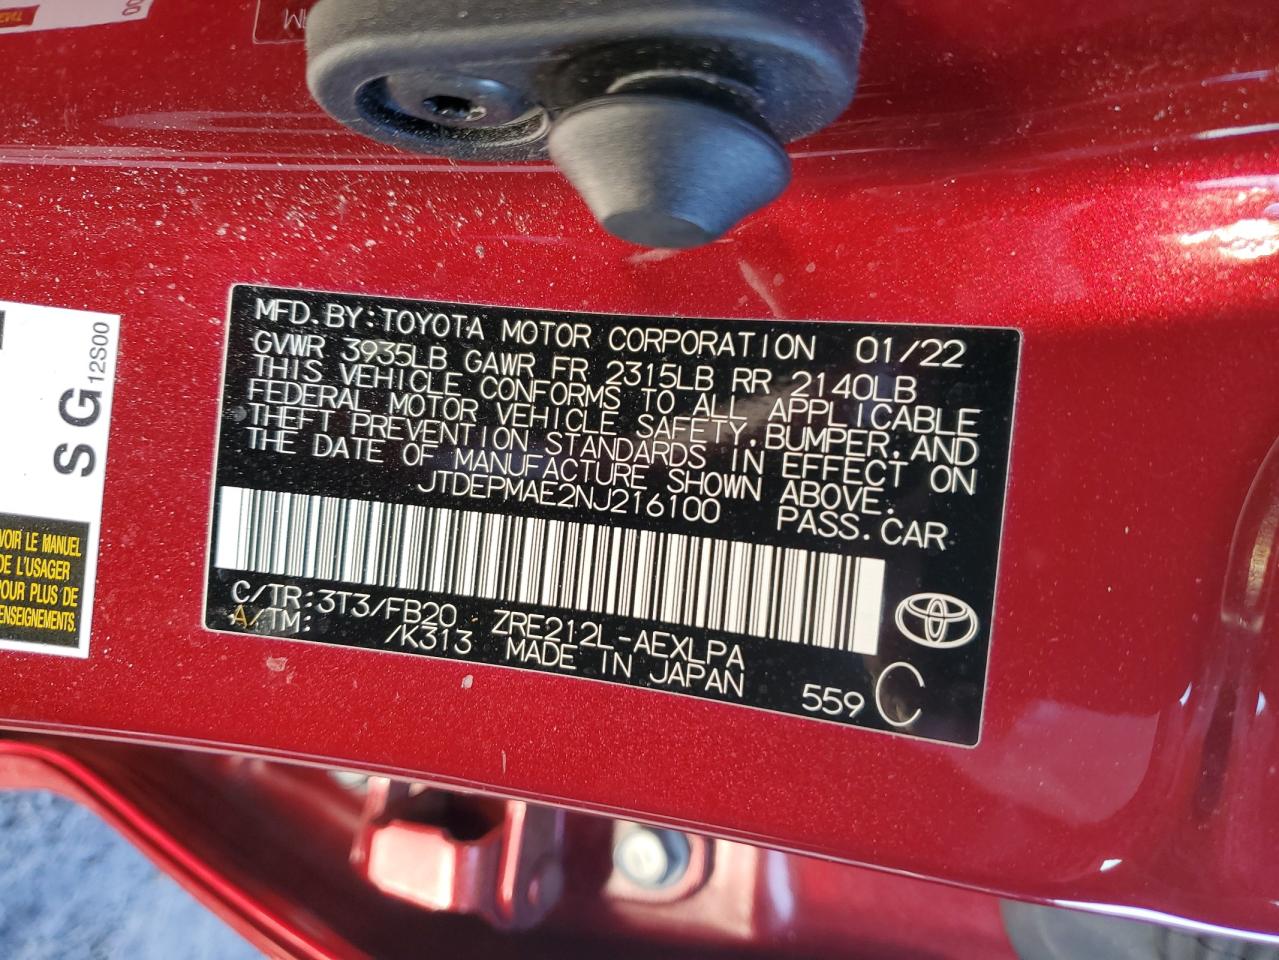 MFD.BY:TOYOTA MOTOR CORPORATION 01/22
GVWR 3935LB GAWR FR 2315LB RR 2140LB
THIS VEHICLE CONFORMS TO ALL APPLICABLE
FEDERAL MOTOR VEHICLE SAFETY,BUMPER,AND
THEFT PREVENTION STANDARDS IN EFFECT ON
THE DATE OF MANUFACTURE SHOWN ABOVE.
JTDEPMAE2NJ216100 PASS.CAR
C/TR:3T3/FB20 ZRE212L-AEXLPA
A/TM: /K313 MADE IN JAPAN
559 C
SG 12S00
VOIR LE MANUEL
DE L'USAGER
POUR PLUS DE